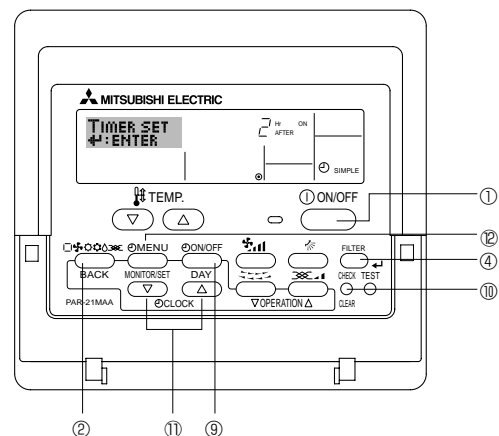 MITSUBISHI ELECTRIC
TIMER SET
:ENTER
2 Hr ON
AFTER
SIMPLE
TEMP.
ON/OFF
①
MENU
ON/OFF
FILTER
⑫
④
BACK
MONITOR/SET
DAY
CHECK TEST
⑩
PAR-21MAA
CLOCK
▽OPERATION△
CLEAR
②
⑪
⑨